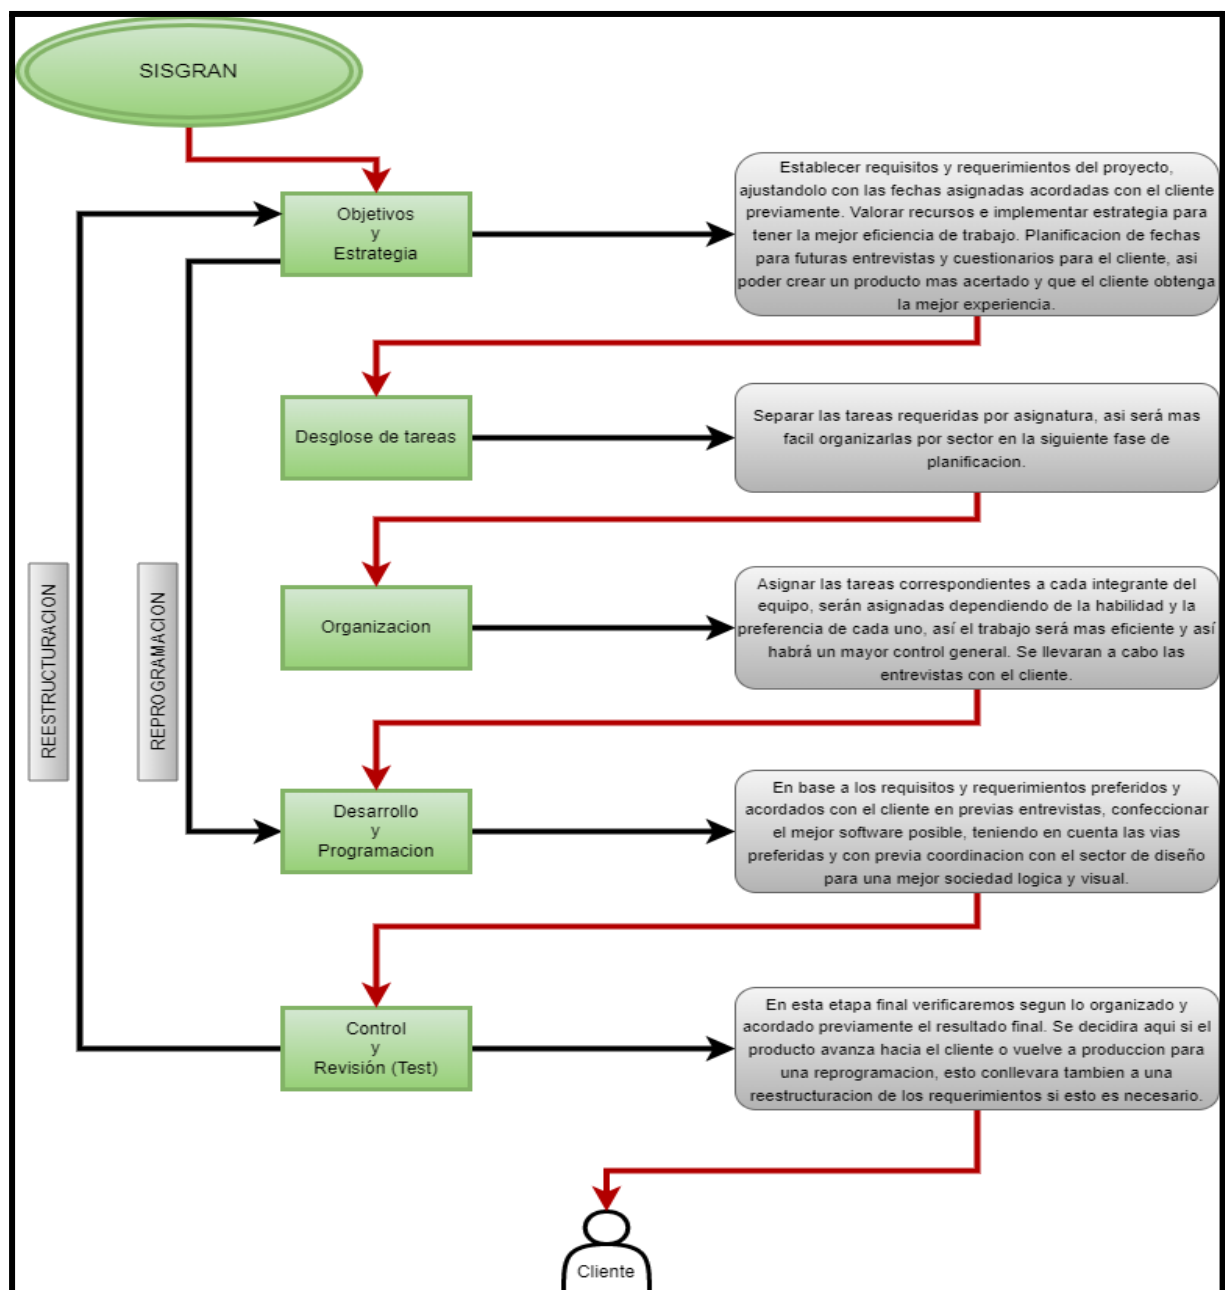 SISGRAN
Objetivos
y
Estrategia
Establecer requisitos y requerimientos del proyecto,
ajustandolo con las fechas asignadas acordadas con el cliente
previamente. Valorar recursos e implementar estrategia para
tener la mejor eficiencia de trabajo. Planificacion de fechas
para futuras entrevistas y cuestionarios para el cliente, asi
poder crear un producto mas acertado y que el cliente obtenga
la mejor experiencia.
Desglose de tareas
Separar las tareas requeridas por asignatura, asi será mas
facil organizarlas por sector en la siguiente fase de
planificacion.
REESTRUCTURACION
REPROGRAMACION
Organizacion
Asignar las tareas correspondientes a cada integrante del
equipo, serán asignadas dependiendo de la habilidad y la
preferencia de cada uno, así el trabajo será mas eficiente y así
habrá un mayor control general. Se llevaran a cabo las
entrevistas con el cliente.
Desarrollo
y
Programacion
En base a los requisitos y requerimientos preferidos y
acordados con el cliente en previas entrevistas, confeccionar
el mejor software posible, teniendo en cuenta las vias
preferidas y con previa coordinacion con el sector de diseño
para una mejor sociedad logica y visual.
Control
y
Revisión (Test)
En esta etapa final verificaremos segun lo organizado y
acordado previamente el resultado final. Se decidira aqui si el
producto avanza hacia el cliente o vuelve a produccion para
una reprogramacion, esto conllevara tambien a una
reestructuracion de los requerimientos si esto es necesario.
Cliente